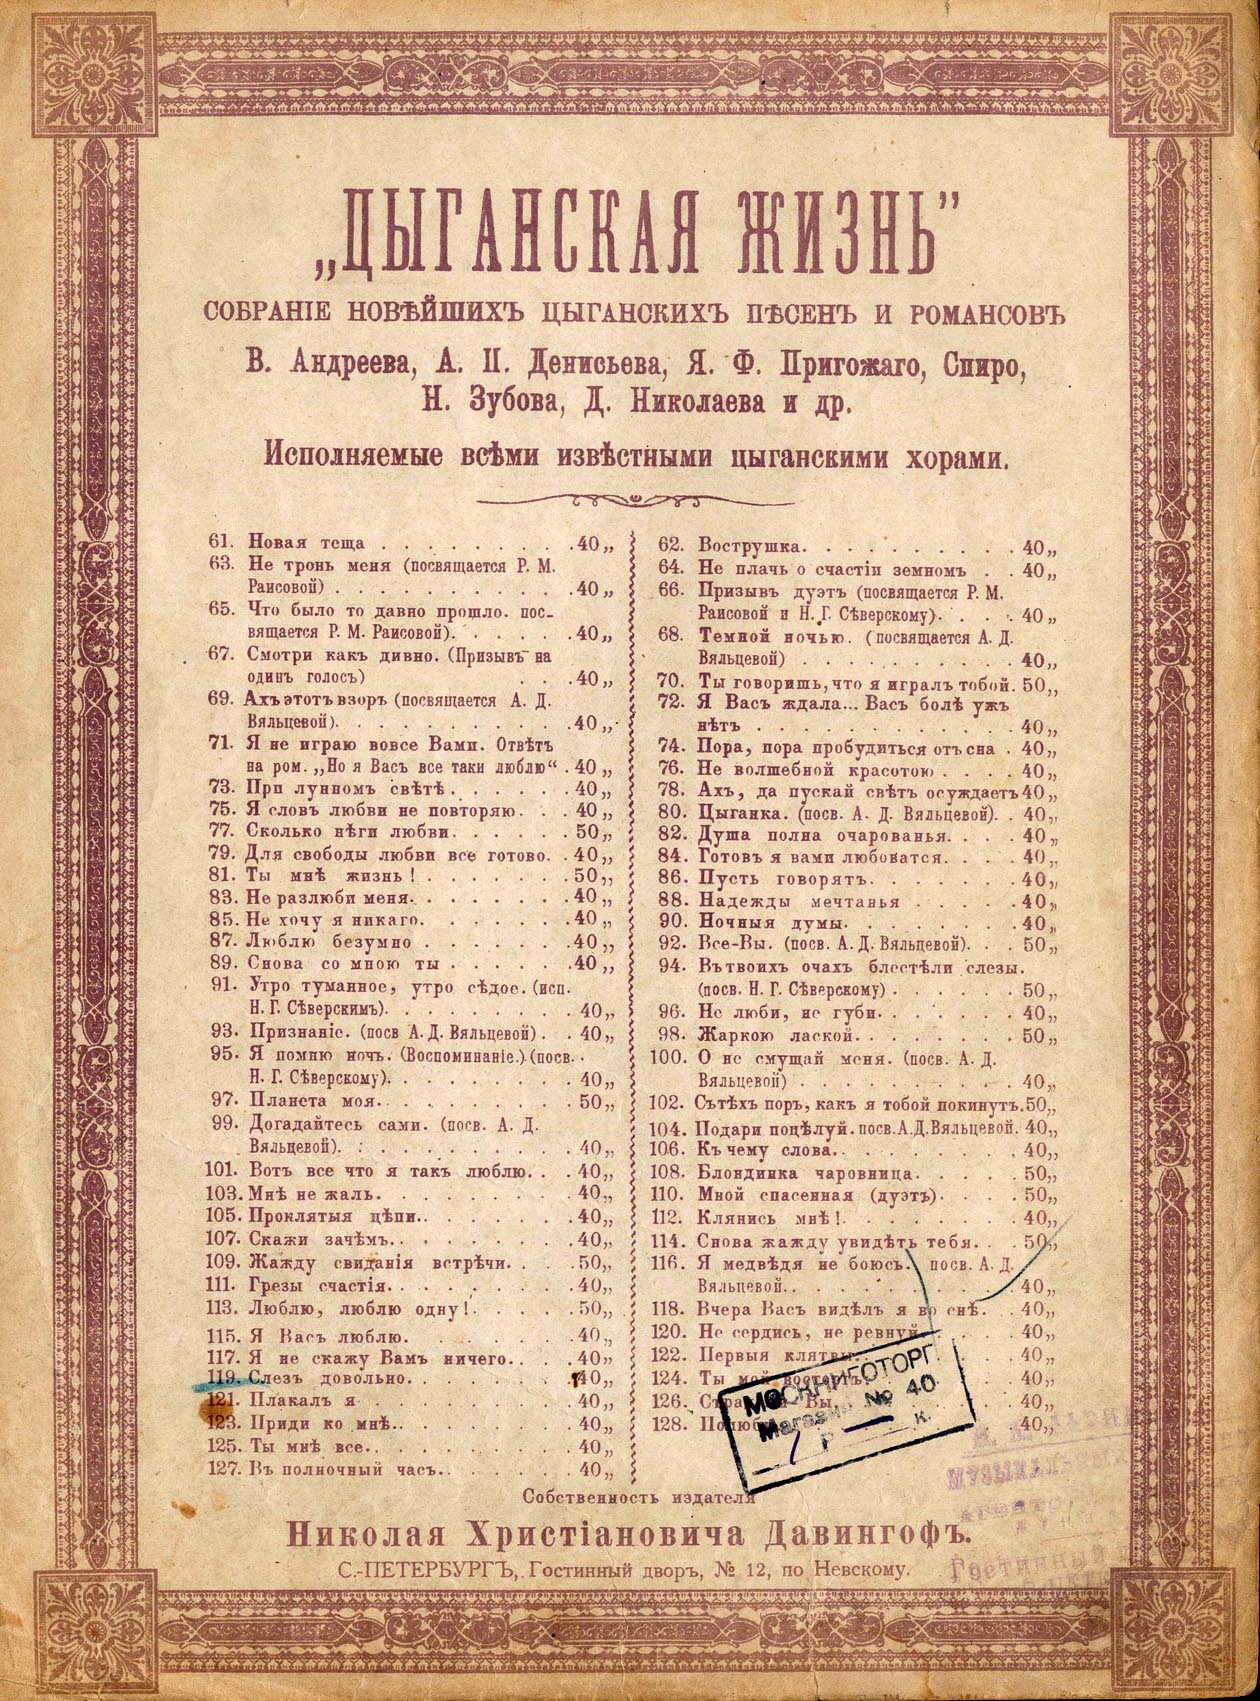 „ЦЫГАНСКАЯ ЖИЗНЬ”
СОБРАНІЕ НОВѢЙШИХЪ ЦЫГАНСКИХЪ ПѢСЕНЪ И РОМАНСОВЪ
В. Андреева, А. П. Денисьева, Я. Ф. Пригожаго, Спиро,
Н. Зубова, Д. Николаева и др.
Исполняемые всѣми извѣстными цыганскими хорами.
61. Новая теща . . . . . . . . . 40„
63. Не тронь меня (посвящается Р. М.
Раисовой) . . . . . . . . . . . 40„
65. Что было то давно прошло. пос-
вящается Р. М. Раисовой). . . . . . 40„
67. Смотри какъ дивно. (Призывъ на
одинъ голосъ) . . . 40„
69. Ахъ этотъ взоръ (посвящается А. Д.
Вяльцевой). . . . . . . . . . . 40„
71. Я не играю вовсе Вами. Отвѣтъ
на ром. „Но я Васъ все таки люблю“ . 40„
73. При лунномъ свѣтѣ. . . . . . 40„
75. Я словъ любви не повторяю. . . 40„
77. Сколько нѣги любви. . . . . . 50„
79. Для свободы любви все готово. . 40„
81. Ты мнѣ жизнь! . . . . . . . 50„
83. Не разлюби меня. . . . . . . . 40„
85. Не хочу я никаго. . . . . . . 40„
87. Люблю безумно . . . . . . . 40„
89. Снова со мною ты . . . . . . 40„
91. Утро туманное, утро сѣдое. (исп.
Н. Г. Сѣверскимъ). . . . . . . . . 40„
93. Признаніе. (посв А. Д. Вяльцевой) . . 40„
95. Я помню ночь. (Воспоминаніе.) (посв.
Н. Г. Сѣверскому). . . . . . . . . 40„
97. Планета моя. . . . . . . . . 50„
99. Догадайтесь сами. (посв. А. Д.
Вяльцевой). . . . . . . . . . . 40„
101. Вотъ все что я такъ люблю. . . 40„
103. Мнѣ не жаль. . . . . . . . . 40„
105. Проклятыя цѣпи. . . . . . . . 40„
107. Скажи зачѣмъ. . . . . . . . . 40„
109. Жажду свиданія встрѣчи. . . . 50„
111. Грезы счастія. . . . . . . . . 40„
113. Люблю, люблю одну!. . . . . . 50„
115. Я Васъ люблю. . . . . . . . 40„
117. Я не скажу Вамъ ничего. . . . 40„
119. Слезъ довольно. . . . . . . . 40„
121. Плакалъ я . . . . . . . . . . 40„
123. Приди ко мнѣ. . . . . . . . . 40„
125. Ты мнѣ все. . . . . . . . . . 40„
127. Въ полночный часъ. . . . . . . 40„
62. Вострушка. . . . . . . . . . 40„
64. Не плачь о счастіи земномъ . . 40„
66. Призывъ дуэтъ (посвящается Р. М.
Раисовой и Н. Г. Сѣверскому). . . . 40„
68. Темной ночью. (посвящается А. Д.
Вяльцевой) . . . . . . . . . . . 40„
70. Ты говоришь, что я игралъ тобой. 50„
72. Я Васъ ждала... Васъ болѣ ужъ
нѣтъ . . . . . . . . . . . . . 40„
74. Пора, пора пробудиться отъ сна . 40„
76. Не волшебной красотою . . . . 40„
78. Ахъ, да пускай свѣтъ осуждаетъ 40„
80. Цыганка. (посв. А. Д. Вяльцевой). . 40„
82. Душа полна очарованья. . . . 40„
84. Готовъ я вами любоватся. . . . 40„
86. Пусть говорятъ. . . . . . . 40„
88. Надежды мечтанья . . . . . 40„
90. Ночныя думы. . . . . . . . 40„
92. Все-Вы. (посв. А. Д. Вяльцевой). . . 50„
94. Въ твоихъ очахъ блестѣли слезы.
(посв. Н. Г. Сѣверскому) . . . . . . 50„
96. Не люби, не губи. . . . . . . 40„
98. Жаркою лаской. . . . . . . . 50„
100. О не смущай меня. (посв. А. Д.
Вяльцевой) . . . . . . . . . . . 40„
102. Съ тѣхъ поръ, какъ я тобой покинутъ. 50„
104. Подари поцѣлуй. посв. А. Д. Вяльцевой. 40„
106. Къ чему слова. . . . . . . . . 40„
108. Блондинка чаровница. . . . . 50„
110. Мной спасенная (дуэтъ). . . . 50„
112. Клянись мнѣ!. . . . . . . . . 40„
114. Снова жажду увидѣть тебя. . . 50„
116. Я медвѣдя не боюсь. посв. А. Д.
Вяльцевой. . . . . . . . . . . 40„
118. Вчера Васъ видѣлъ я во снѣ. . . 40„
120. Не сердись, не ревнуй. . . . . 40„
122. Первыя клятвы. . . . . . . . 40„
124. Ты мой восторгъ . . . . . . 40„
126. Вы . . . . . . 40„
128. . . . . 40„
МОСКНИГОТОРГ
Магазин № 40
р. к.
Собственность издателя
Николая Христіановича Давингофъ.
С.-ПЕТЕРБУРГЪ, Гостинный дворъ, № 12, по Невскому.
Гостинный